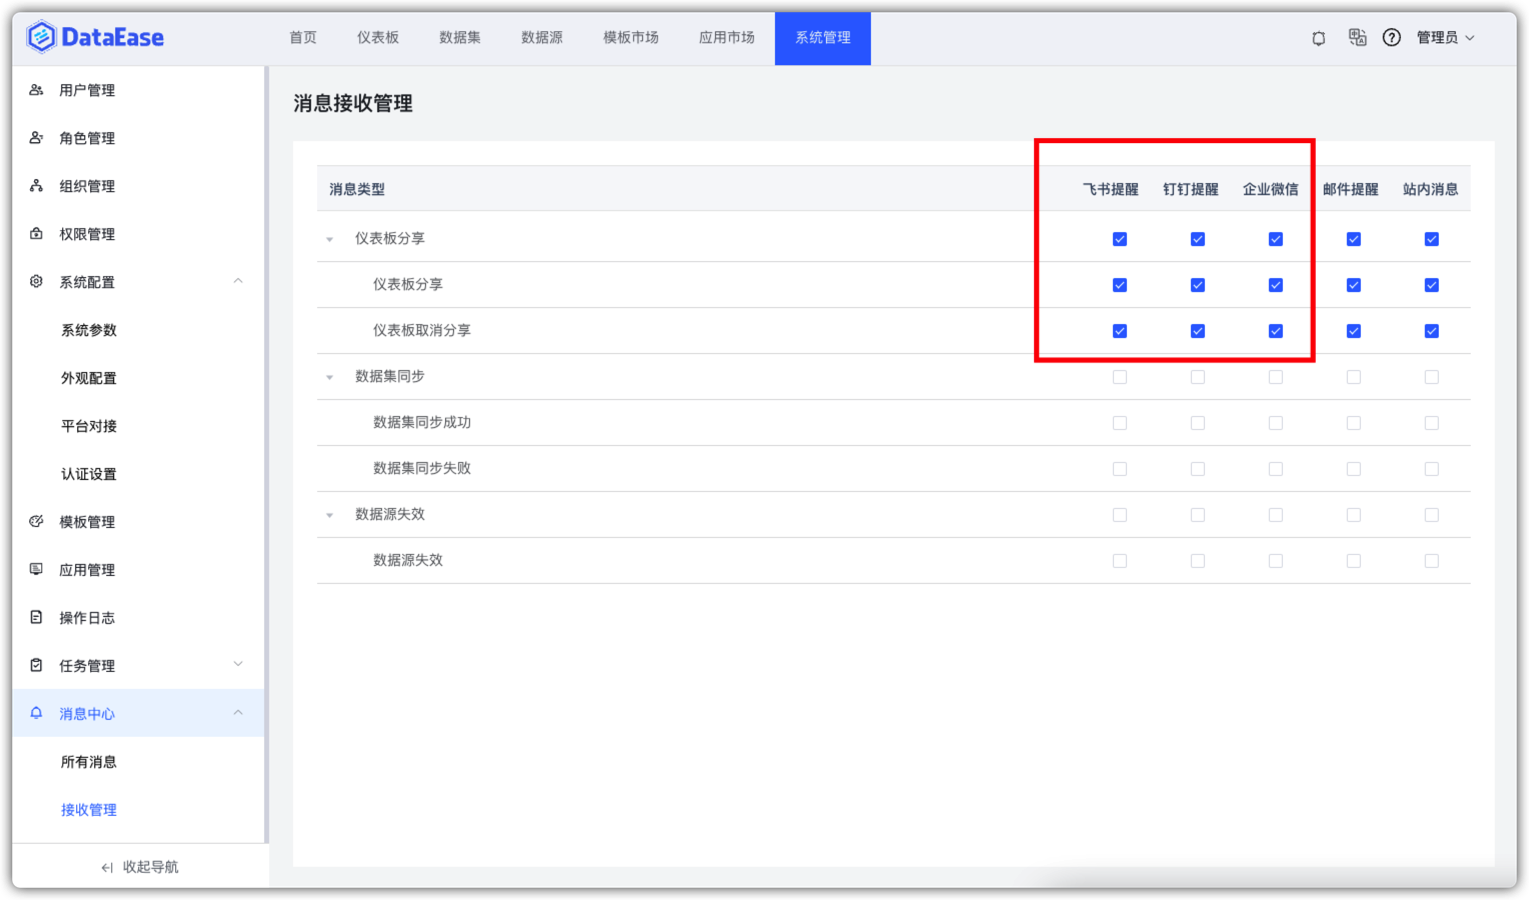 DataEase
首页 仪表板 数据集 数据源 模板市场 应用市场 系统管理 管理员
用户管理
角色管理
组织管理
权限管理
系统配置
系统参数
外观配置
平台对接
认证设置
模板管理
应用管理
操作日志
任务管理
消息中心
所有消息
接收管理
收起导航
消息接收管理
消息类型 飞书提醒 钉钉提醒 企业微信 邮件提醒 站内消息
仪表板分享
仪表板分享
仪表板取消分享
数据集同步
数据集同步成功
数据集同步失败
数据源失效
数据源失效